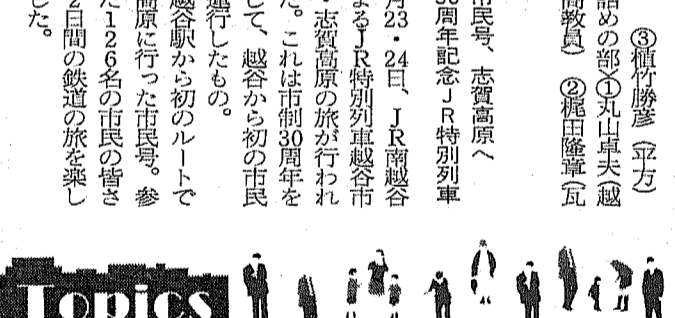 ③植竹勝彦（平方）
詰めの部〉①丸山卓夫（越
間教員）②梶田隆章（瓦
市民号、志賀高原へ
周年記念ＪＲ特別列車
月23・24日、ＪＲ南越谷
よるＪＲ特別列車越谷市
・志賀高原の旅が行われ
た。これは市制30周年を
して、越谷から初の市民
運行したもの。
越谷駅から初のルートで
高原に行った市民号。参
た126名の市民の皆さ
2日間の鉄道の旅を楽し
した。
Topics